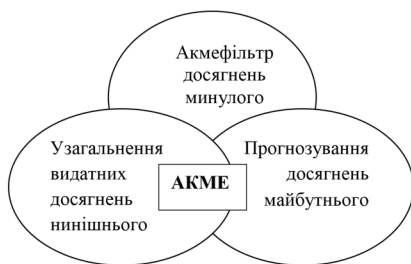 Акмефільтр
досягнень
минулого
Узагальнення
видатних
досягнень
нинішнього
АКМЕ
Прогнозування
досягнень
майбутнього